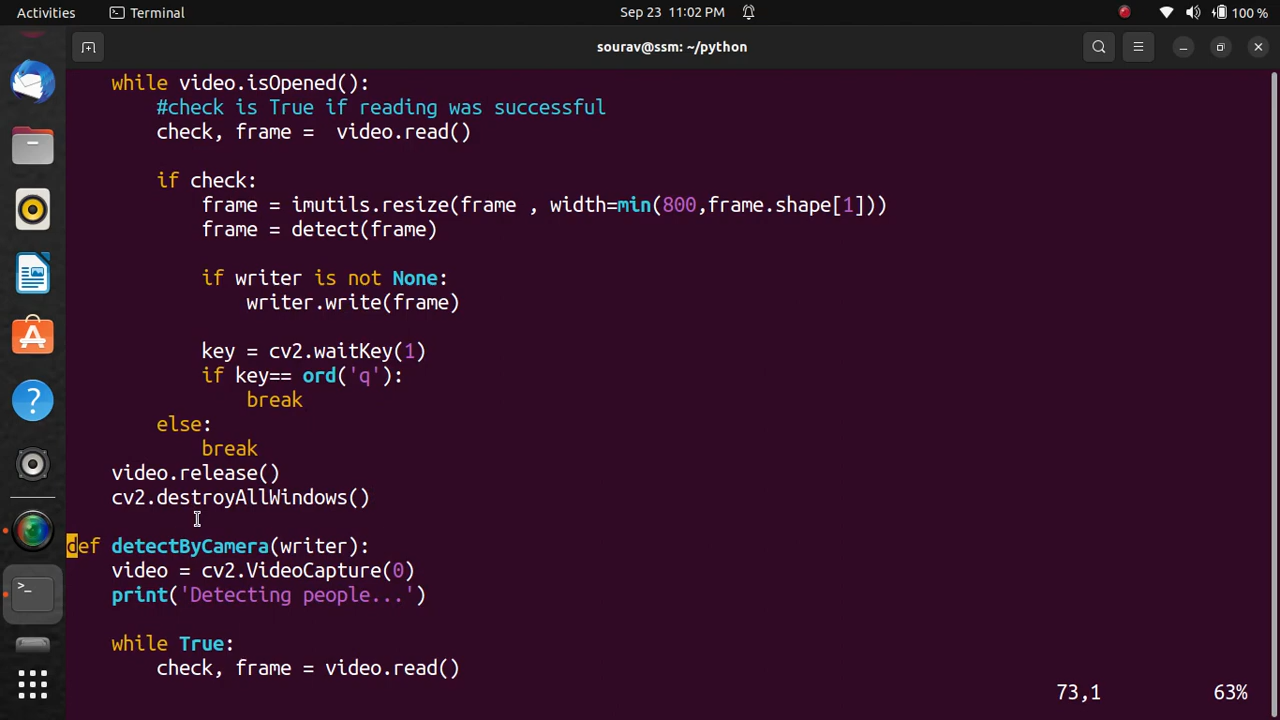 Activities Terminal Sep 23 11:02 PM 100 %
sourav@ssm: ~/python
while video.isOpened():
#check is True if reading was successful
check, frame =  video.read()
if check:
frame = imutils.resize(frame , width=min(800,frame.shape[1]))
frame = detect(frame)
if writer is not None:
writer.write(frame)
key = cv2.waitKey(1)
if key== ord('q'):
break
else:
break
video.release()
cv2.destroyAllWindows()
def detectByCamera(writer):
video = cv2.VideoCapture(0)
print('Detecting people...')
while True:
check, frame = video.read()
73,1 63%